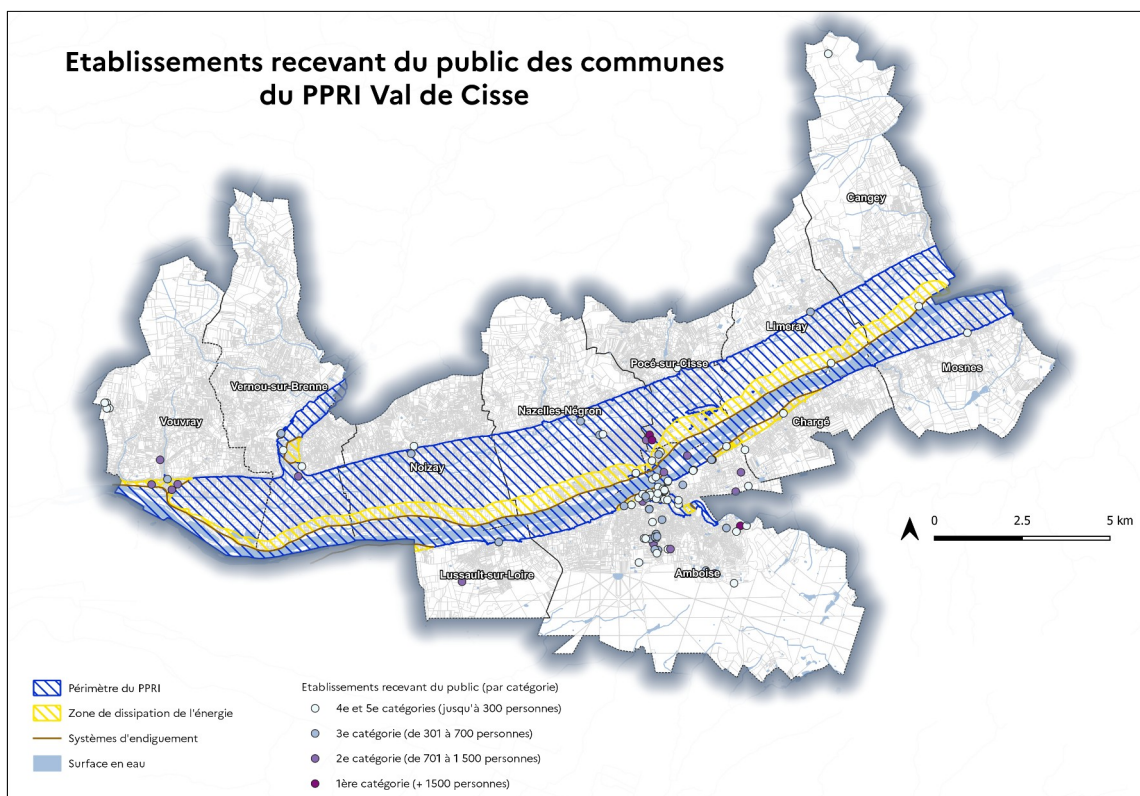 Etablissements recevant du public des communes
du PPRI Val de Cisse
Cangey
Limeray
Pocé-sur-Cisse
Mosnes
Vernou-sur-Brenne
Nazelles-Négron
Vouvray
Chargé
Noizay
0 2.5 5 km
Lussault-sur-Loire
Amboise
Périmètre du PPRI
Zone de dissipation de l'énergie
Systèmes d'endiguement
Surface en eau
Etablissements recevant du public (par catégorie)
4e et 5e catégories (jusqu'à 300 personnes)
3e catégorie (de 301 à 700 personnes)
2e catégorie (de 701 à 1 500 personnes)
1ère catégorie (+ 1500 personnes)